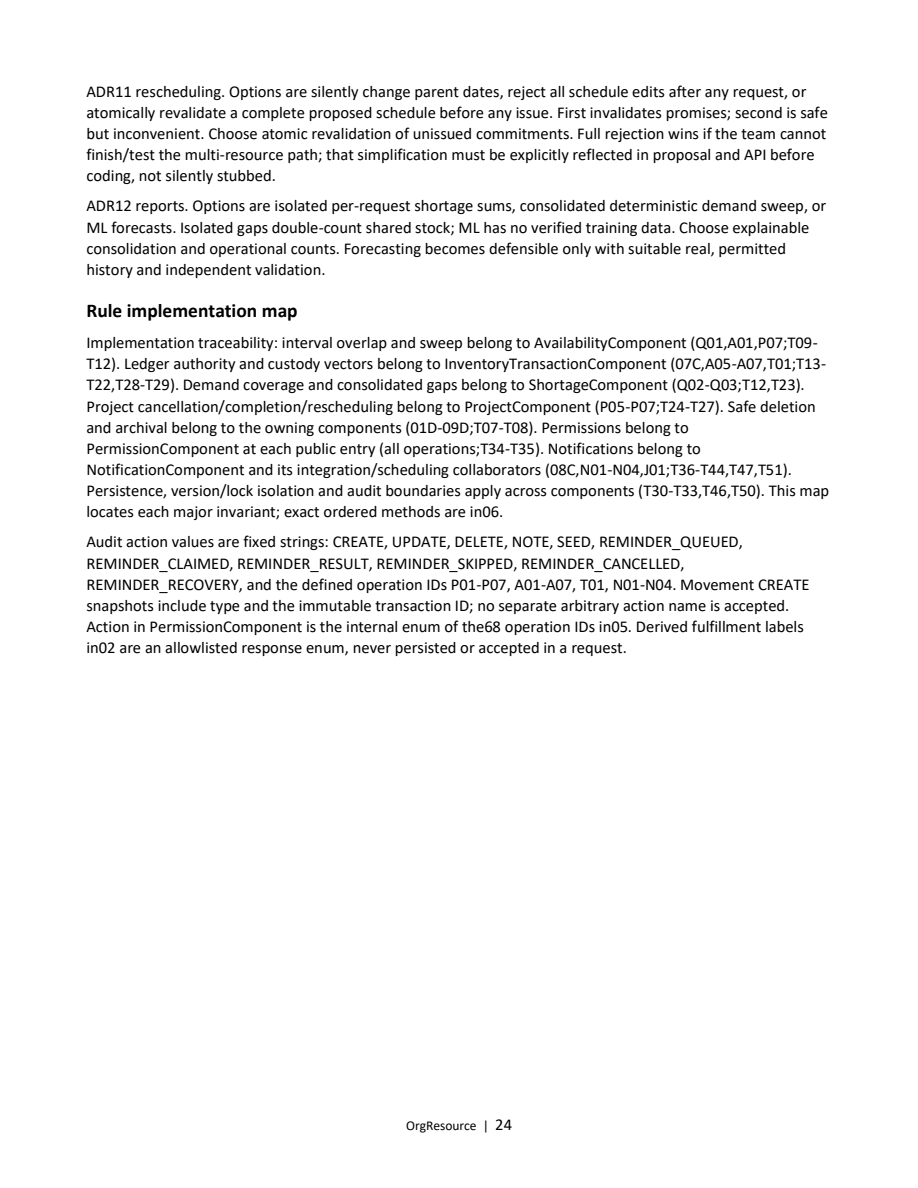 ADR11 rescheduling. Options are silently change parent dates, reject all schedule edits after any request, or
atomically revalidate a complete proposed schedule before any issue. First invalidates promises; second is safe
but inconvenient. Choose atomic revalidation of unissued commitments. Full rejection wins if the team cannot
finish/test the multi-resource path; that simplification must be explicitly reflected in proposal and API before
coding, not silently stubbed.
ADR12 reports. Options are isolated per-request shortage sums, consolidated deterministic demand sweep, or
ML forecasts. Isolated gaps double-count shared stock; ML has no verified training data. Choose explainable
consolidation and operational counts. Forecasting becomes defensible only with suitable real, permitted
history and independent validation.
Rule implementation map
Implementation traceability: interval overlap and sweep belong to AvailabilityComponent (Q01,A01,P07;T09-
T12). Ledger authority and custody vectors belong to InventoryTransactionComponent (07C,A05-A07,T01;T13-
T22,T28-T29). Demand coverage and consolidated gaps belong to ShortageComponent (Q02-Q03;T12,T23).
Project cancellation/completion/rescheduling belong to ProjectComponent (P05-P07;T24-T27). Safe deletion
and archival belong to the owning components (01D-09D;T07-T08). Permissions belong to
PermissionComponent at each public entry (all operations;T34-T35). Notifications belong to
NotificationComponent and its integration/scheduling collaborators (08C,N01-N04,J01;T36-T44,T47,T51).
Persistence, version/lock isolation and audit boundaries apply across components (T30-T33,T46,T50). This map
locates each major invariant; exact ordered methods are in06.
Audit action values are fixed strings: CREATE, UPDATE, DELETE, NOTE, SEED, REMINDER_QUEUED,
REMINDER_CLAIMED, REMINDER_RESULT, REMINDER_SKIPPED, REMINDER_CANCELLED,
REMINDER_RECOVERY, and the defined operation IDs P01-P07, A01-A07, T01, N01-N04. Movement CREATE
snapshots include type and the immutable transaction ID; no separate arbitrary action name is accepted.
Action in PermissionComponent is the internal enum of the68 operation IDs in05. Derived fulfillment labels
in02 are an allowlisted response enum, never persisted or accepted in a request.
OrgResource | 24